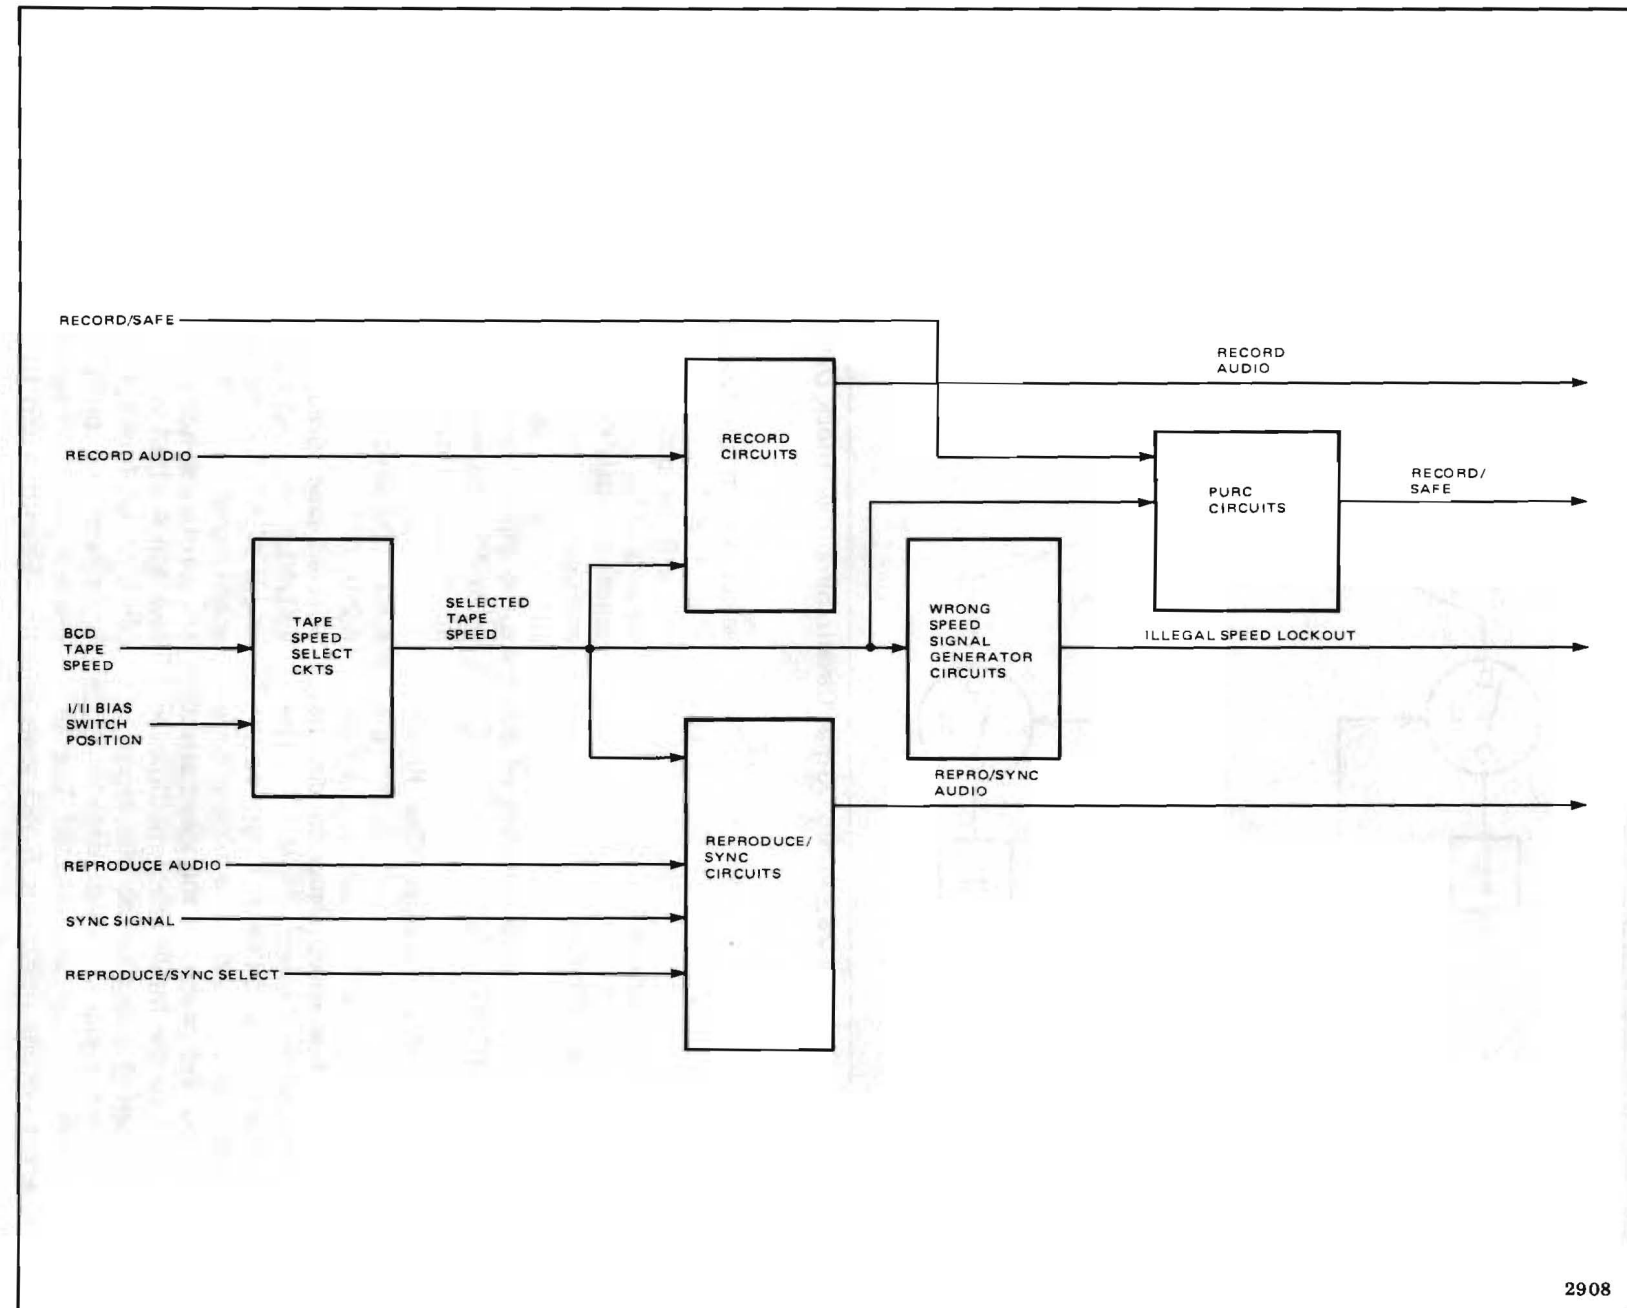 RECORD/SAFE
RECORD
AUDIO
RECORD AUDIO
RECORD
CIRCUITS
PURC
CIRCUITS
RECORD/
SAFE
BCD
TAPE
SPEED
I/II BIAS
SWITCH
POSITION
TAPE
SPEED
SELECT
CKTS
SELECTED
TAPE
SPEED
WRONG
SPEED
SIGNAL
GENERATOR
CIRCUITS
ILLEGAL SPEED LOCKOUT
REPRO/SYNC
AUDIO
REPRODUCE AUDIO
SYNC SIGNAL
REPRODUCE/SYNC SELECT
REPRODUCE/
SYNC
CIRCUITS
2908